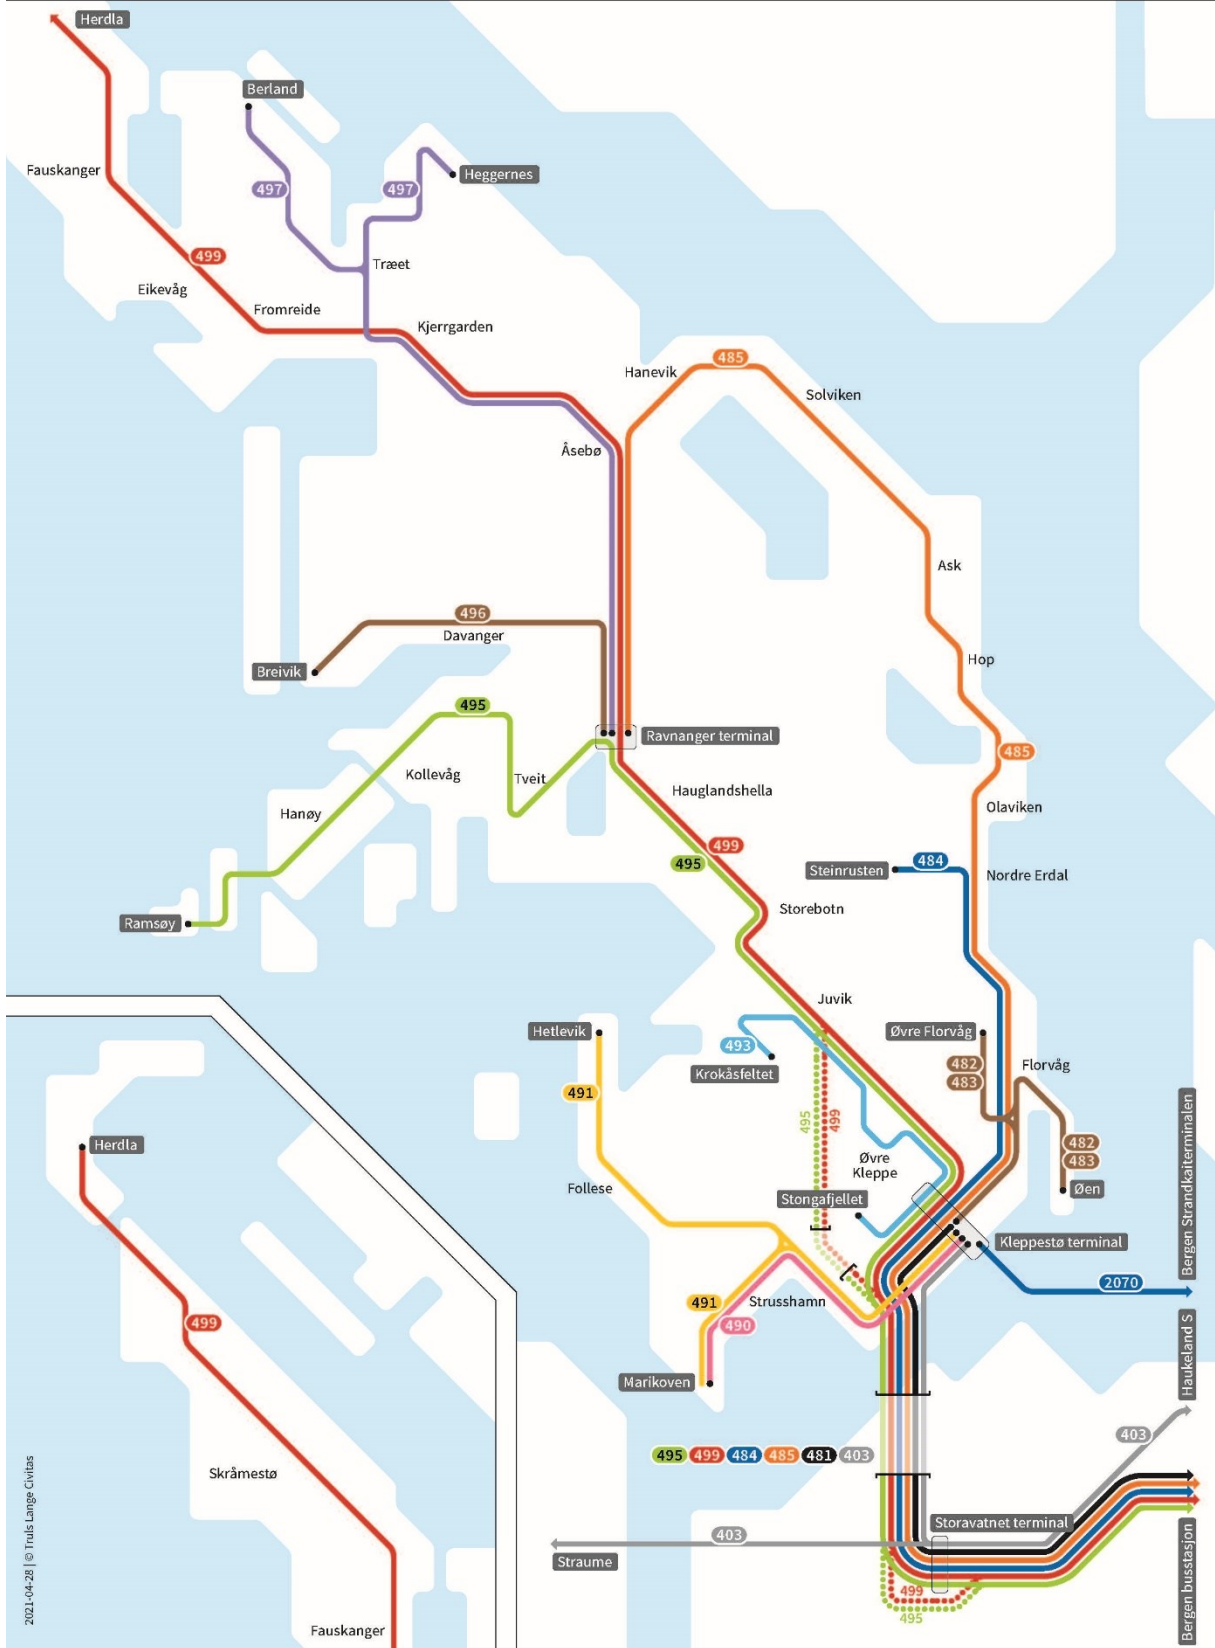 Herdla
Berland
Fauskanger
497
497
Heggernes
499
Træet
Eikevåg
Fromreide
Kjerrgarden
Hanevik
485
Solviken
Åsebø
Ask
496
Davanger
Breivik
Hop
495
Ravnanger terminal
485
Kollevåg
Tveit
Hauglandshella
Hanøy
Olaviken
499
495
484
Steinrusten
Nordre Erdal
Storebotn
Ramsøy
Juvik
Hetlevik
493
Øvre Florvåg
Krokåsfeltet
482
483
Florvåg
491
495
499
Herdla
482
483
Øvre
Kleppe
Follese
Stongafjellet
Øen
Kleppestø terminal
Bergen Strandkaiterminalen
2070
491
Strusshamn
490
499
Marikoven
Haukeland S
403
495 499 484 485 481 403
Skråmestø
Storavatnet terminal
403
Straume
499
495
Bergen busstasjon
Fauskanger
2021-04-28 | © Truls Lange Civitas